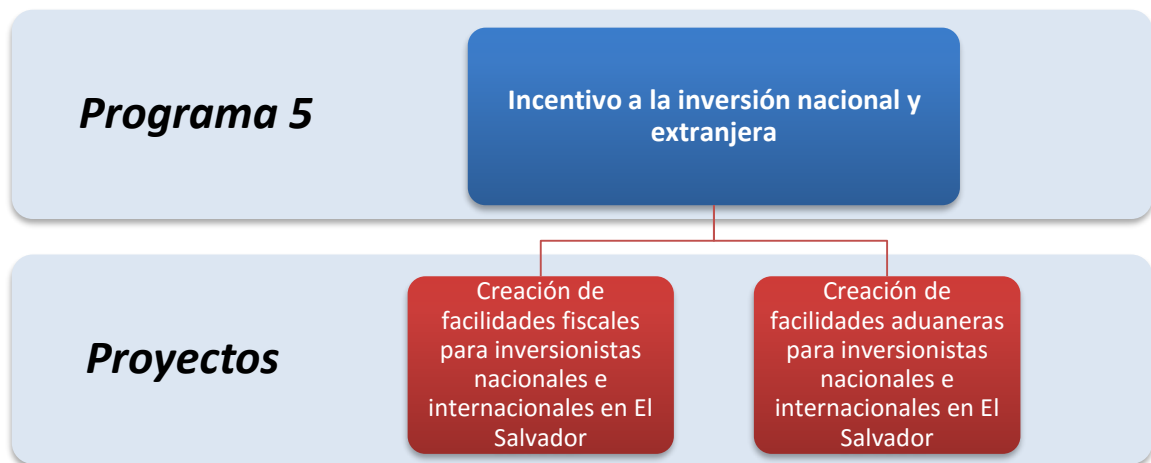 Programa 5
Incentivo a la inversión nacional y
extranjera
Proyectos
Creación de
facilidades fiscales
para inversionistas
nacionales e
internacionales en El
Salvador
Creación de
facilidades aduaneras
para inversionistas
nacionales e
internacionales en El
Salvador